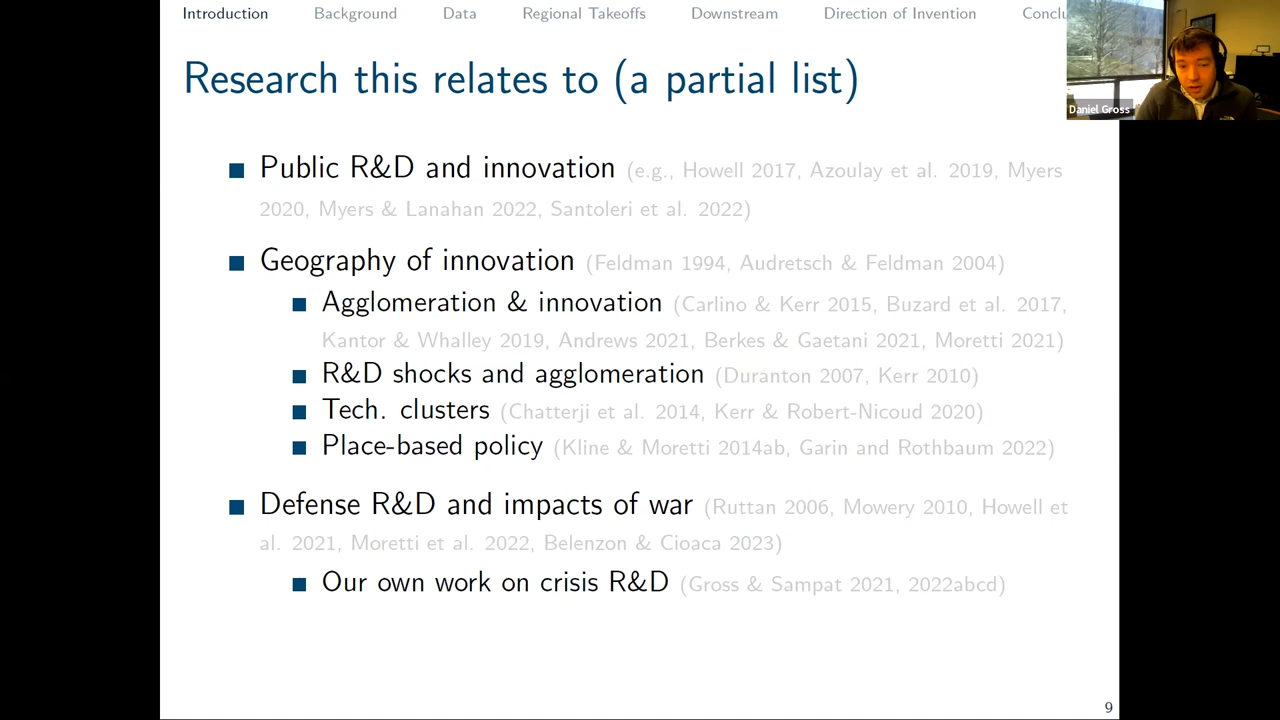 Introduction Background Data Regional Takeoffs Downstream Direction of Invention Conclu
Daniel Gross
Research this relates to (a partial list)
Public R&D and innovation (e.g., Howell 2017, Azoulay et al. 2019, Myers
2020, Myers & Lanahan 2022, Santoleri et al. 2022)
Geography of innovation (Feldman 1994, Audretsch & Feldman 2004)
Agglomeration & innovation (Carlino & Kerr 2015, Buzard et al. 2017,
Kantor & Whalley 2019, Andrews 2021, Berkes & Gaetani 2021, Moretti 2021)
R&D shocks and agglomeration (Duranton 2007, Kerr 2010)
Tech. clusters (Chatterji et al. 2014, Kerr & Robert-Nicoud 2020)
Place-based policy (Kline & Moretti 2014ab, Garin and Rothbaum 2022)
Defense R&D and impacts of war (Ruttan 2006, Mowery 2010, Howell et
al. 2021, Moretti et al. 2022, Belenzon & Cioaca 2023)
Our own work on crisis R&D (Gross & Sampat 2021, 2022abcd)
9